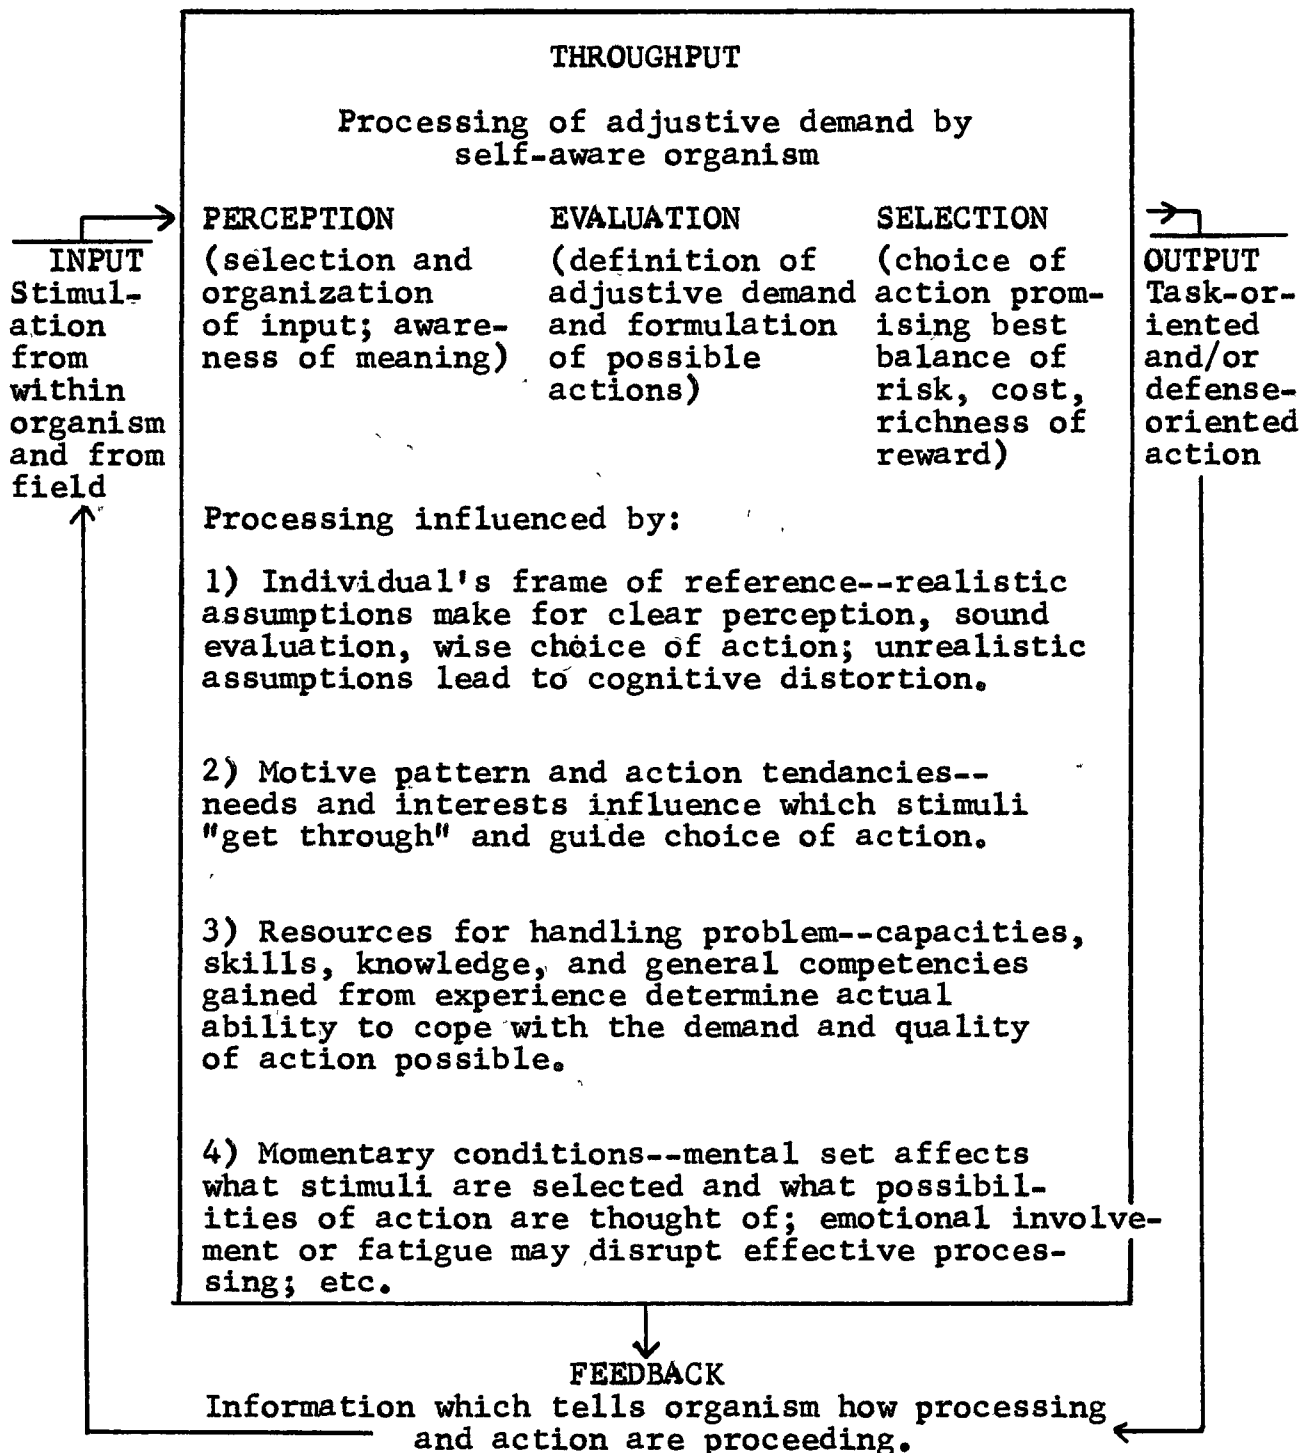 THROUGHPUT
Processing of adjustive demand by
self-aware organism
INPUT
Stimul-
ation
from
within
organism
and from
field
PERCEPTION
(selection and
organization
of input; aware-
ness of meaning)
EVALUATION
(definition of
adjustive demand
and formulation
of possible
actions)
SELECTION
(choice of
action prom-
ising best
balance of
risk, cost,
richness of
reward)
OUTPUT
Task-or-
iented
and/or
defense-
oriented
action
Processing influenced by:
1) Individual's frame of reference--realistic
assumptions make for clear perception, sound
evaluation, wise choice of action; unrealistic
assumptions lead to cognitive distortion.
2) Motive pattern and action tendancies--
needs and interests influence which stimuli
"get through" and guide choice of action.
3) Resources for handling problem--capacities,
skills, knowledge, and general competencies
gained from experience determine actual
ability to cope with the demand and quality
of action possible.
4) Momentary conditions--mental set affects
what stimuli are selected and what possibil-
ities of action are thought of; emotional involve-
ment or fatigue may disrupt effective proces-
sing; etc.
FEEDBACK
Information which tells organism how processing
and action are proceeding.